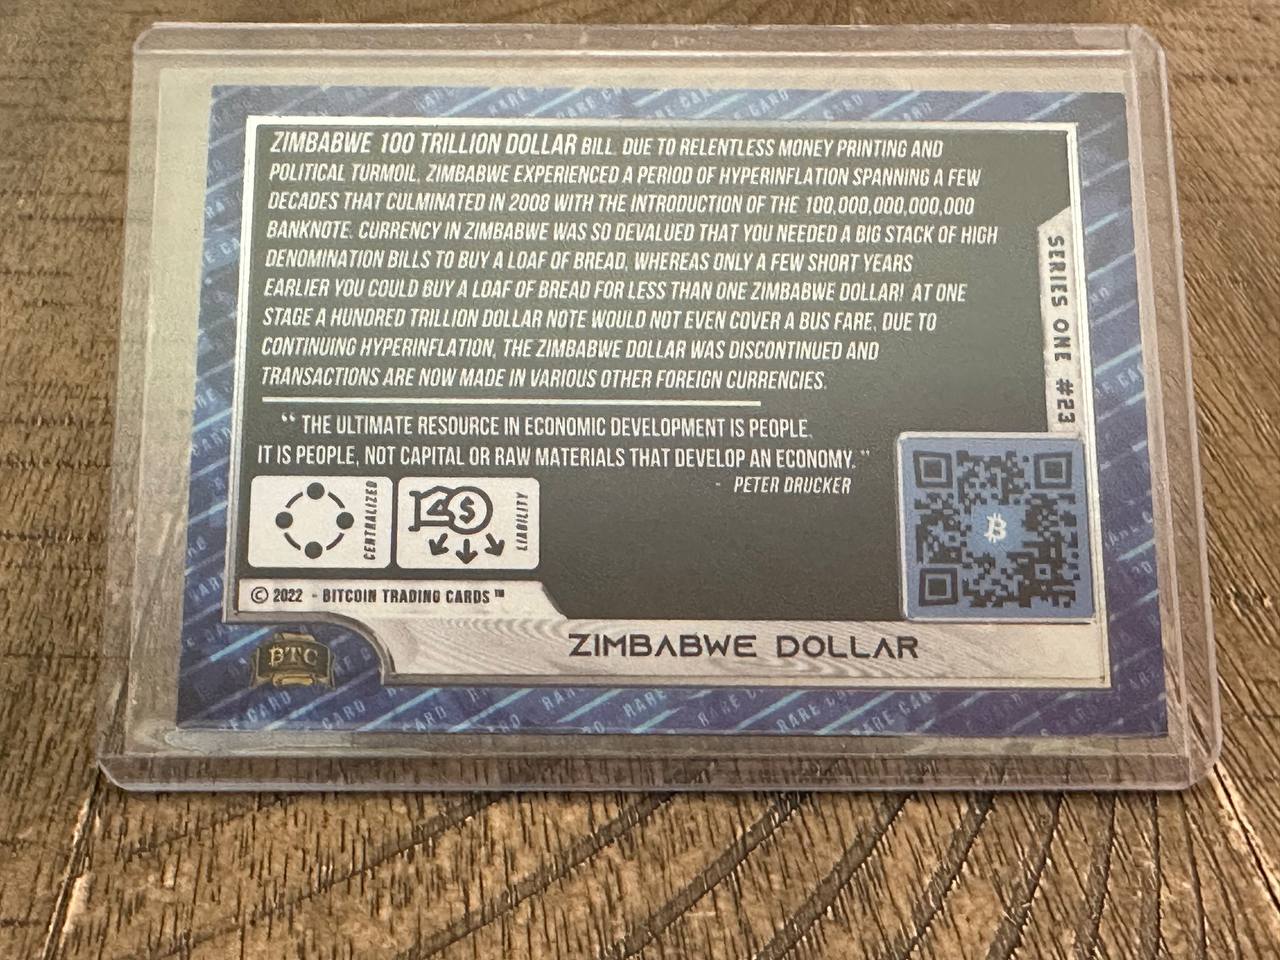 ZIMBABWE 100 TRILLION DOLLAR BILL. DUE TO RELENTLESS MONEY PRINTING AND
POLITICAL TURMOIL, ZIMBABWE EXPERIENCED A PERIOD OF HYPERINFLATION SPANNING A FEW
DECADES THAT CULMINATED IN 2008 WITH THE INTRODUCTION OF THE 100,000,000,000,000
BANKNOTE. CURRENCY IN ZIMBABWE WAS SO DEVALUED THAT YOU NEEDED A BIG STACK OF HIGH
DENOMINATION BILLS TO BUY A LOAF OF BREAD, WHEREAS ONLY A FEW SHORT YEARS
EARLIER YOU COULD BUY A LOAF OF BREAD FOR LESS THAN ONE ZIMBABWE DOLLAR! AT ONE
STAGE A HUNDRED TRILLION DOLLAR NOTE WOULD NOT EVEN COVER A BUS FARE. DUE TO
CONTINUING HYPERINFLATION, THE ZIMBABWE DOLLAR WAS DISCONTINUED AND
TRANSACTIONS ARE NOW MADE IN VARIOUS OTHER FOREIGN CURRENCIES.
SERIES ONE #23
“ THE ULTIMATE RESOURCE IN ECONOMIC DEVELOPMENT IS PEOPLE.
IT IS PEOPLE, NOT CAPITAL OR RAW MATERIALS THAT DEVELOP AN ECONOMY. ”
- PETER DRUCKER
CENTRALIZED
LIABILITY
© 2022 - BITCOIN TRADING CARDS ™
ZIMBABWE DOLLAR
BTC
RARE CARD